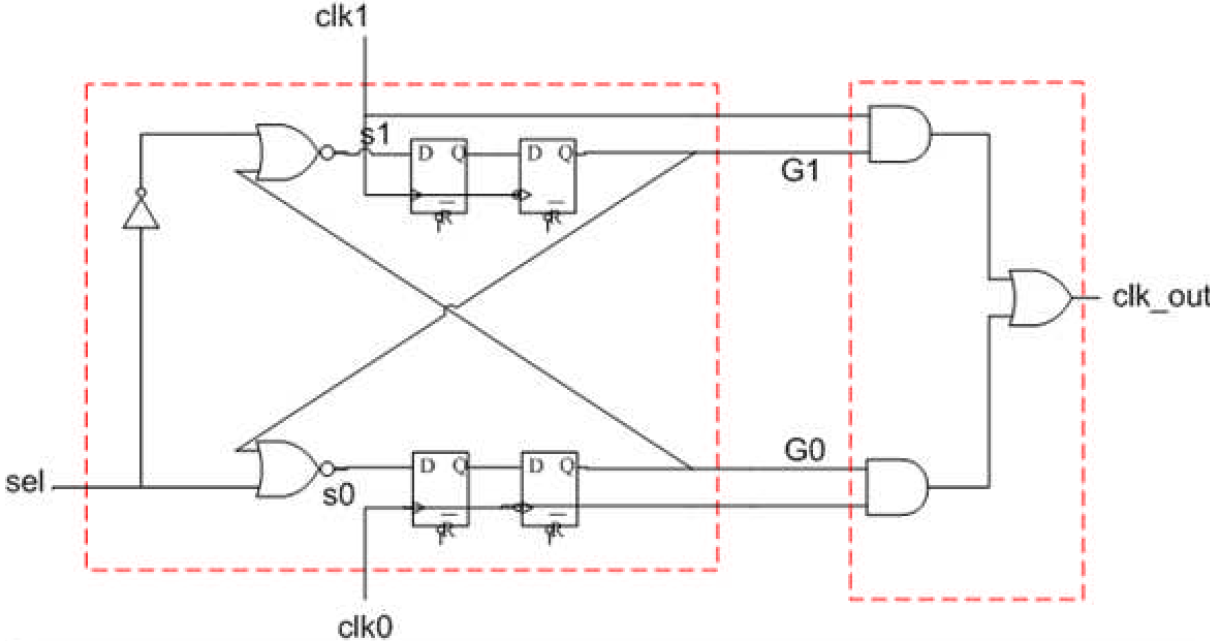 clk1
s1
D Q D Q
G1
R R
clk_out
G0
D Q D Q
sel
s0
R R
clk0